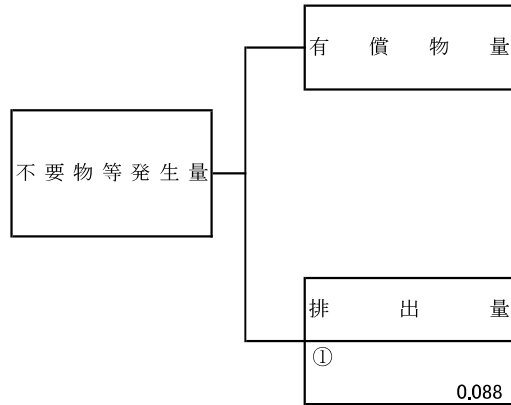 有償物量
不要物等発生量
排出量
①
0.088